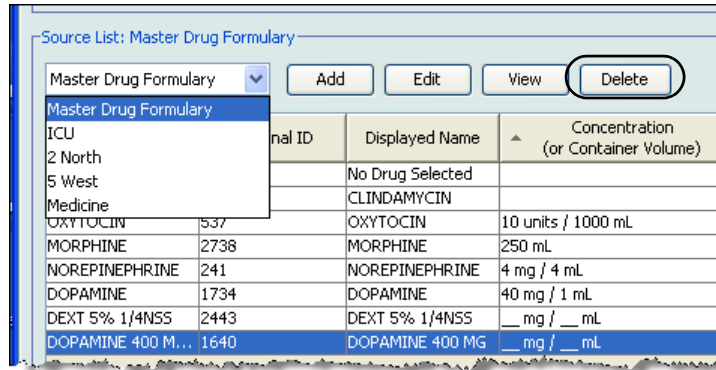 Source List: Master Drug Formulary
Master Drug Formulary Add Edit View Delete
Master Drug Formulary
ICU
2 North
5 West
Medicine
nal ID Displayed Name Concentration
(or Container Volume)
No Drug Selected
CLINDAMYCIN
OXYTOCIN 537 OXYTOCIN 10 units / 1000 mL
MORPHINE 2738 MORPHINE 250 mL
NOREPINEPHRINE 241 NOREPINEPHRINE 4 mg / 4 mL
DOPAMINE 1734 DOPAMINE 40 mg / 1 mL
DEXT 5% 1/4NSS 2443 DEXT 5% 1/4NSS __ mg / __ mL
DOPAMINE 400 M... 1640 DOPAMINE 400 MG __ mg / __ mL